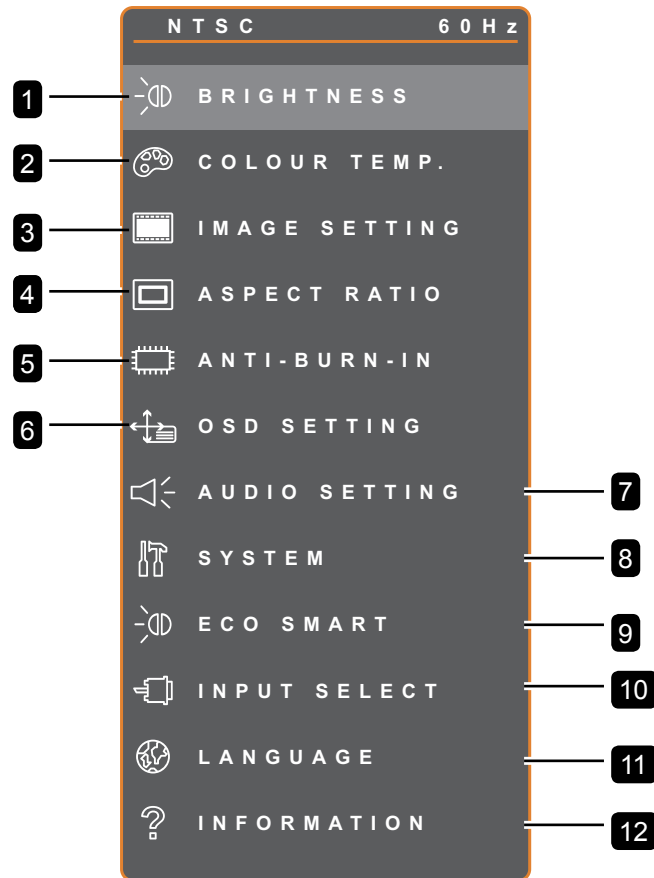 NTSC 60Hz
1 BRIGHTNESS
2 COLOUR TEMP.
3 IMAGE SETTING
4 ASPECT RATIO
5 ANTI-BURN-IN
6 OSD SETTING
AUDIO SETTING 7
SYSTEM 8
ECO SMART 9
INPUT SELECT 10
LANGUAGE 11
INFORMATION 12